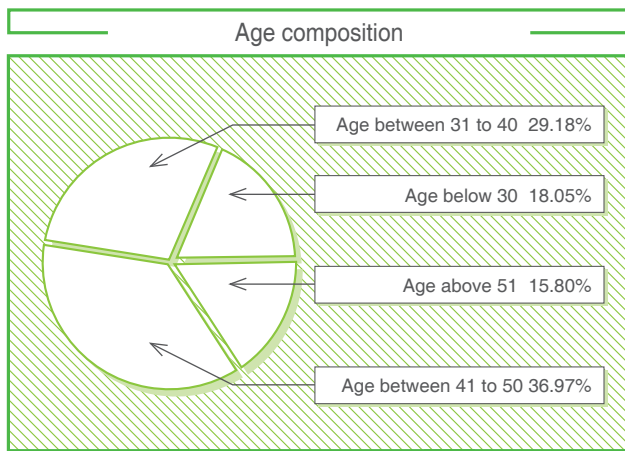 Age composition
Age between 31 to 40 29.18%
Age below 30 18.05%
Age above 51 15.80%
Age between 41 to 50 36.97%